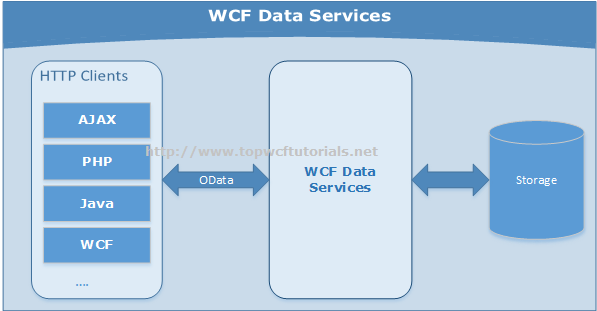 WCF Data Services
HTTP Clients
AJAX
PHP
Java
WCF
....
http://www.topwcftutorials.net
OData
WCF Data
Services
Storage